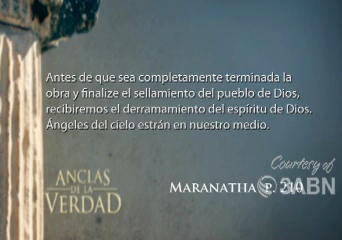 Antes de que sea completamente terminada la
obra y finalize el sellamiento del pueblo de Dios,
recibiremos el derramamiento del espíritu de Dios.
Ángeles del cielo estrán en nuestro medio.
Courtesy of
3ABN
ANCLAS
DE LA
VERDAD
MARANATHA p. 210